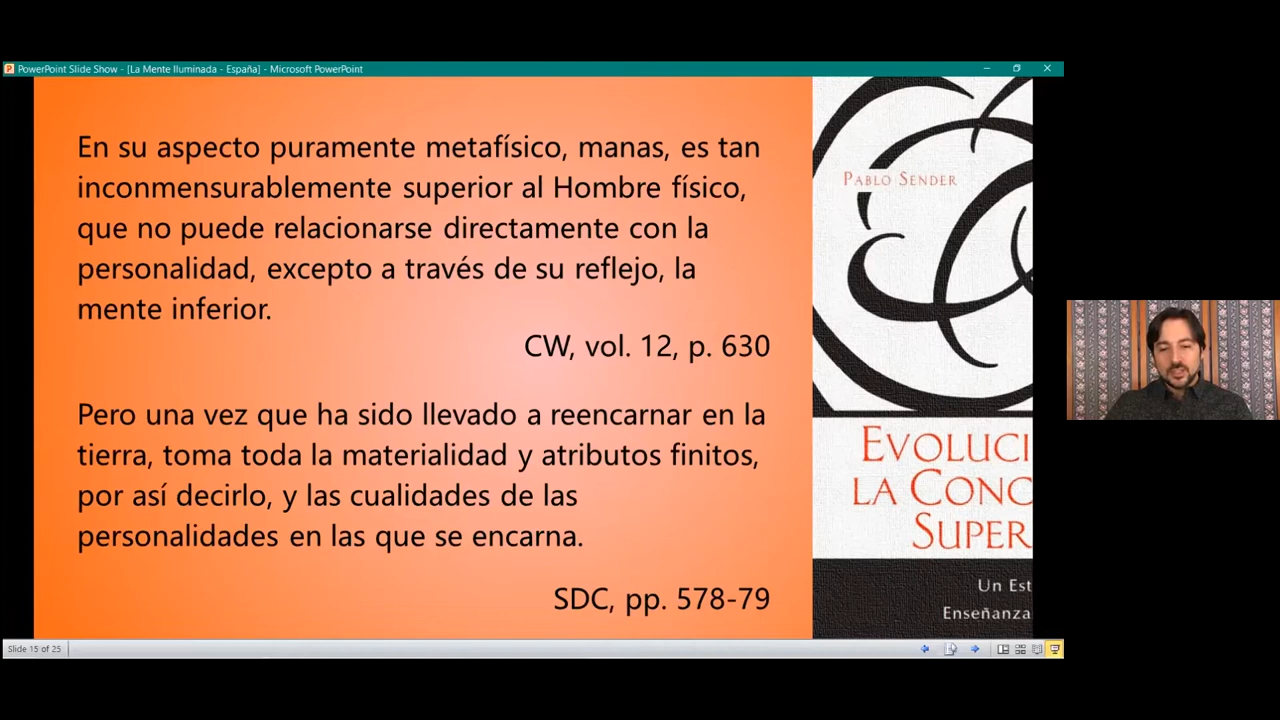 PowerPoint Slide Show - [La Mente Iluminada - España] - Microsoft PowerPoint
En su aspecto puramente metafísico, manas, es tan
inconmensurablemente superior al Hombre físico,
que no puede relacionarse directamente con la
personalidad, excepto a través de su reflejo, la
mente inferior.
CW, vol. 12, p. 630
Pero una vez que ha sido llevado a reencarnar en la
tierra, toma toda la materialidad y atributos finitos,
por así decirlo, y las cualidades de las
personalidades en las que se encarna.
SDC, pp. 578-79
PABLO SENDER
EVOLUCI
LA CONC
SUPER
Un Est
Enseñanza
Slide 15 of 25